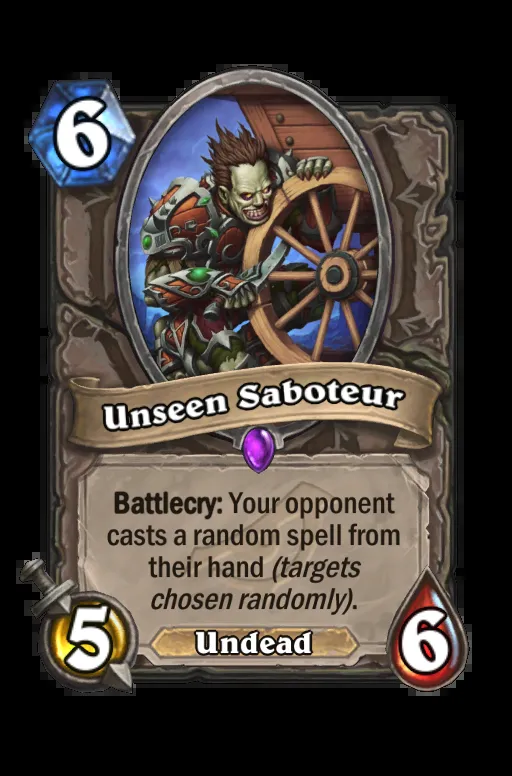 6
Unseen Saboteur
Battlecry: Your opponent
casts a random spell from
their hand (targets
chosen randomly).
5
Undead
6